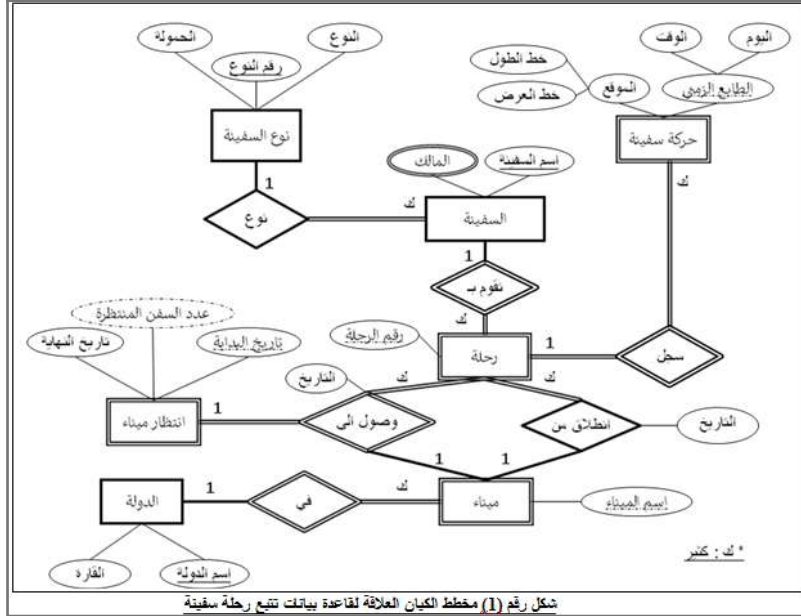 الحمولة
النوع
رقم النوع
نوع السفينة
خط الطول
خط العرض
الموقع
الوقت
اليوم
الطابع الزمني
حركة سفينة
1
ك
نوع
ك
المالك
اسم السفينة
السفينة
1
تقوم بـ
ك
رقم الرحلة
رحلة
1
سجل
عدد السفن المنتظرة
تاريخ النهاية
تاريخ البداية
التاريخ
ك
ك
انتظار ميناء
1
وصول الى
انطلاق من
التاريخ
1
1
الدولة
1
في
ك
ميناء
اسم الميناء
القارة
اسم الدولة
* ك : كثير
شكل رقم (1) مخطط الكيان العلاقة لقاعدة بيانات تتبع رحلة سفينة